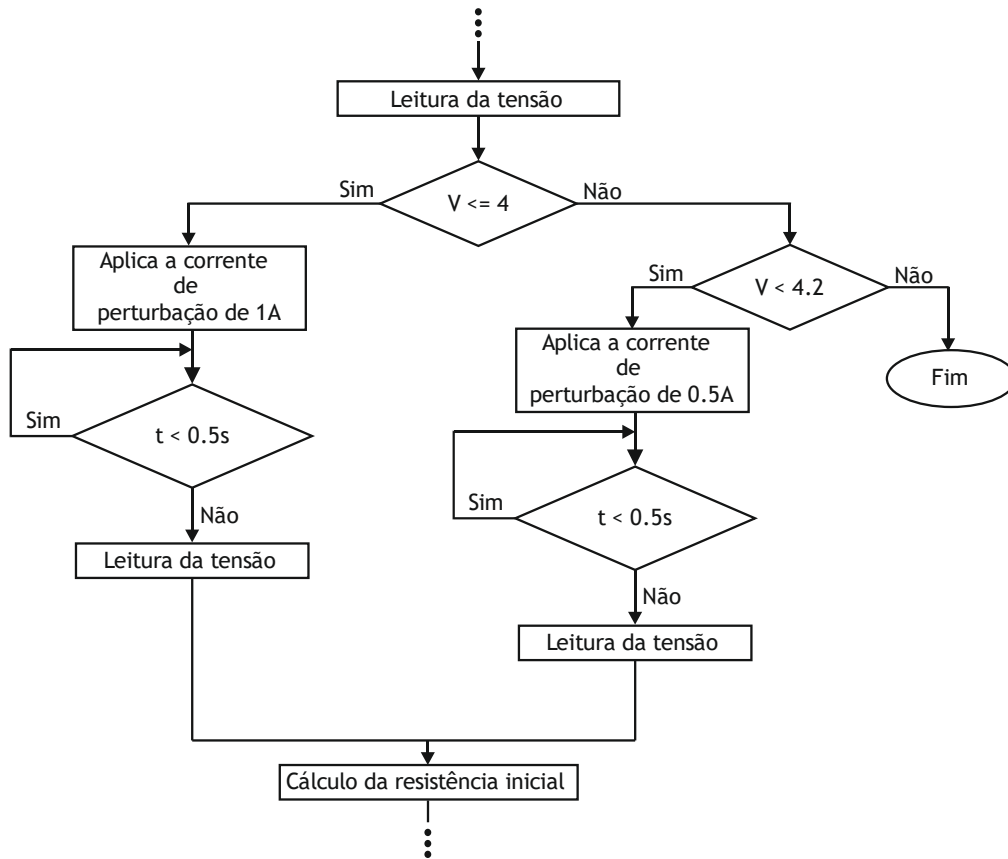 Leitura da tensão
Sim
V <= 4
Não
Aplica a corrente
de
perturbação de 1A
Sim
V < 4.2
Não
Aplica a corrente
de
perturbação de 0.5A
Fim
Sim
t < 0.5s
Não
Leitura da tensão
Sim
t < 0.5s
Não
Leitura da tensão
Cálculo da resistência inicial